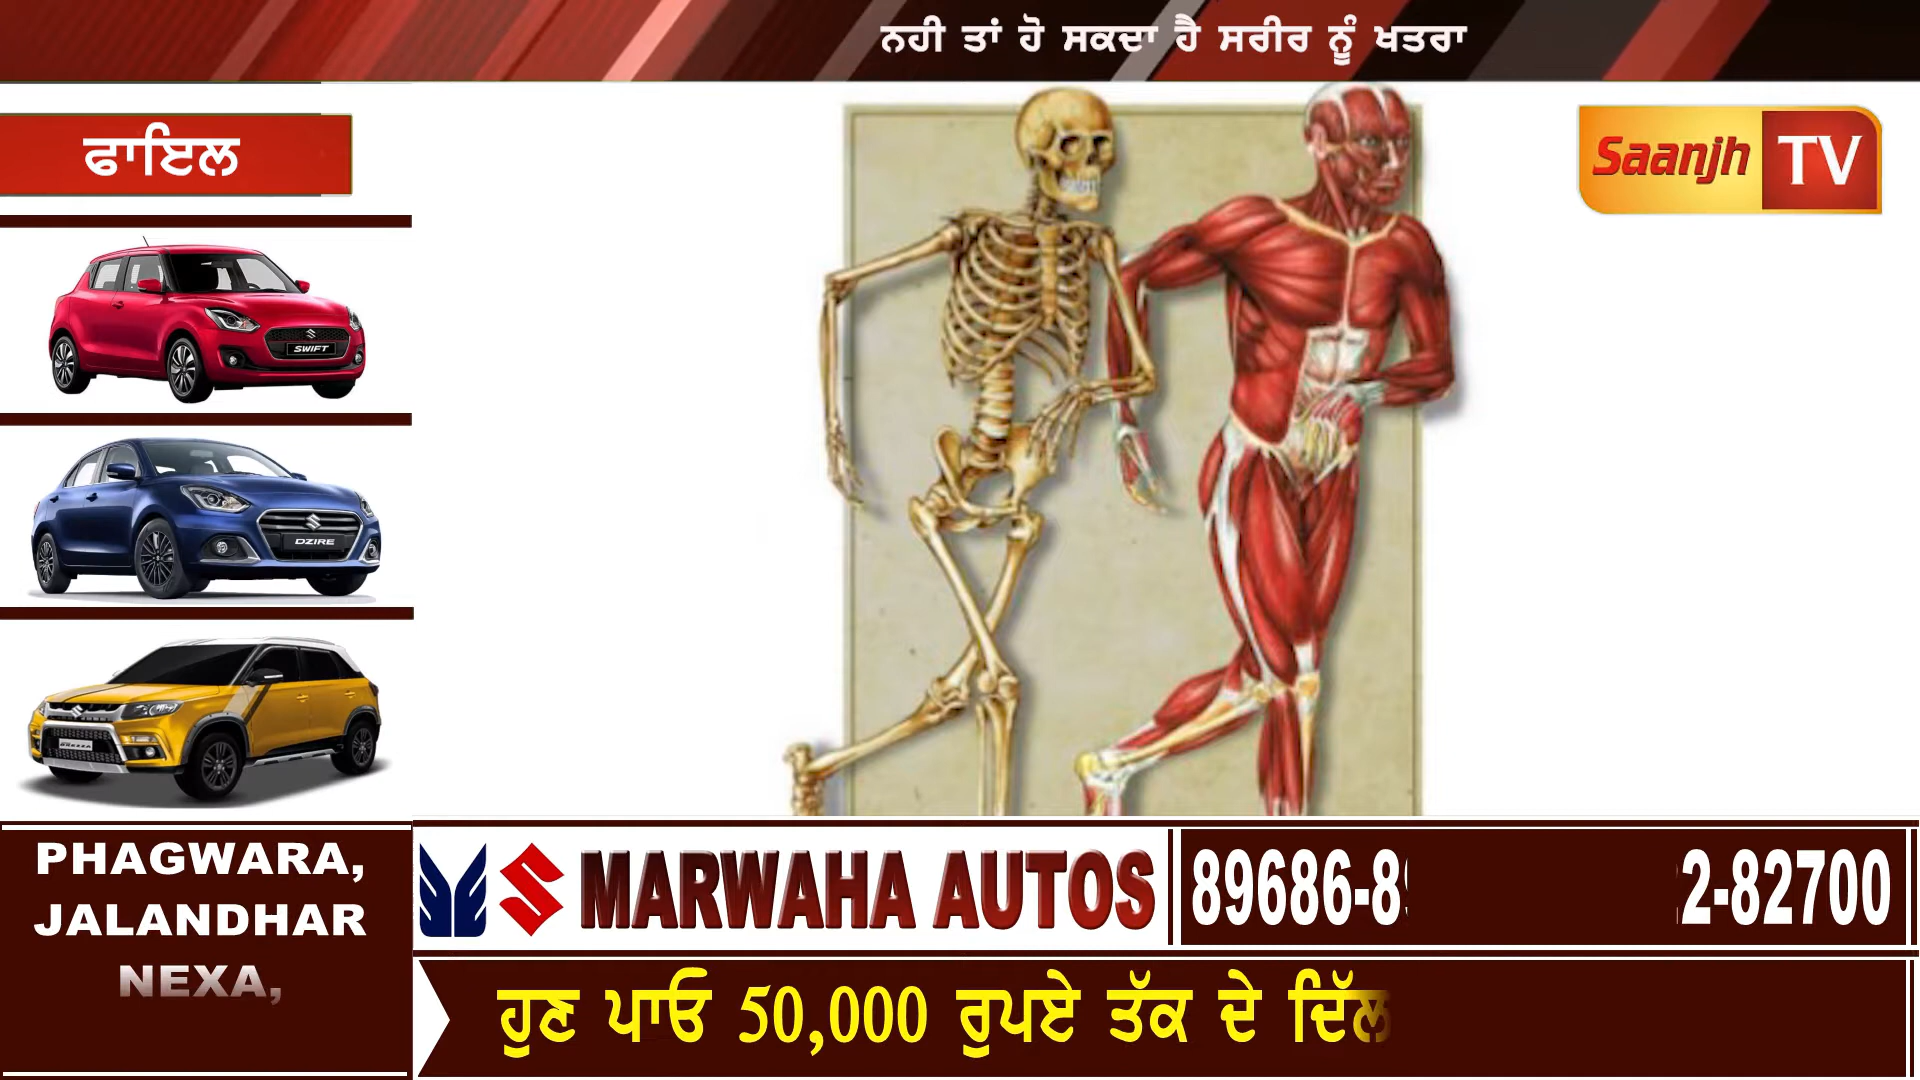 ਨਹੀ ਤਾਂ ਹੋ ਸਕਦਾ ਹੈ ਸਰੀਰ ਨੂੰ ਖਤਰਾ
ਫਾਇਲ
Saanjh TV
SWIFT
DZIRE
BREZZA
PHAGWARA,
JALANDHAR
NEXA,
MARWAHA AUTOS
89686-8
2-82700
ਹੁਣ ਪਾਓ 50,000 ਰੁਪਏ ਤੱਕ ਦੇ